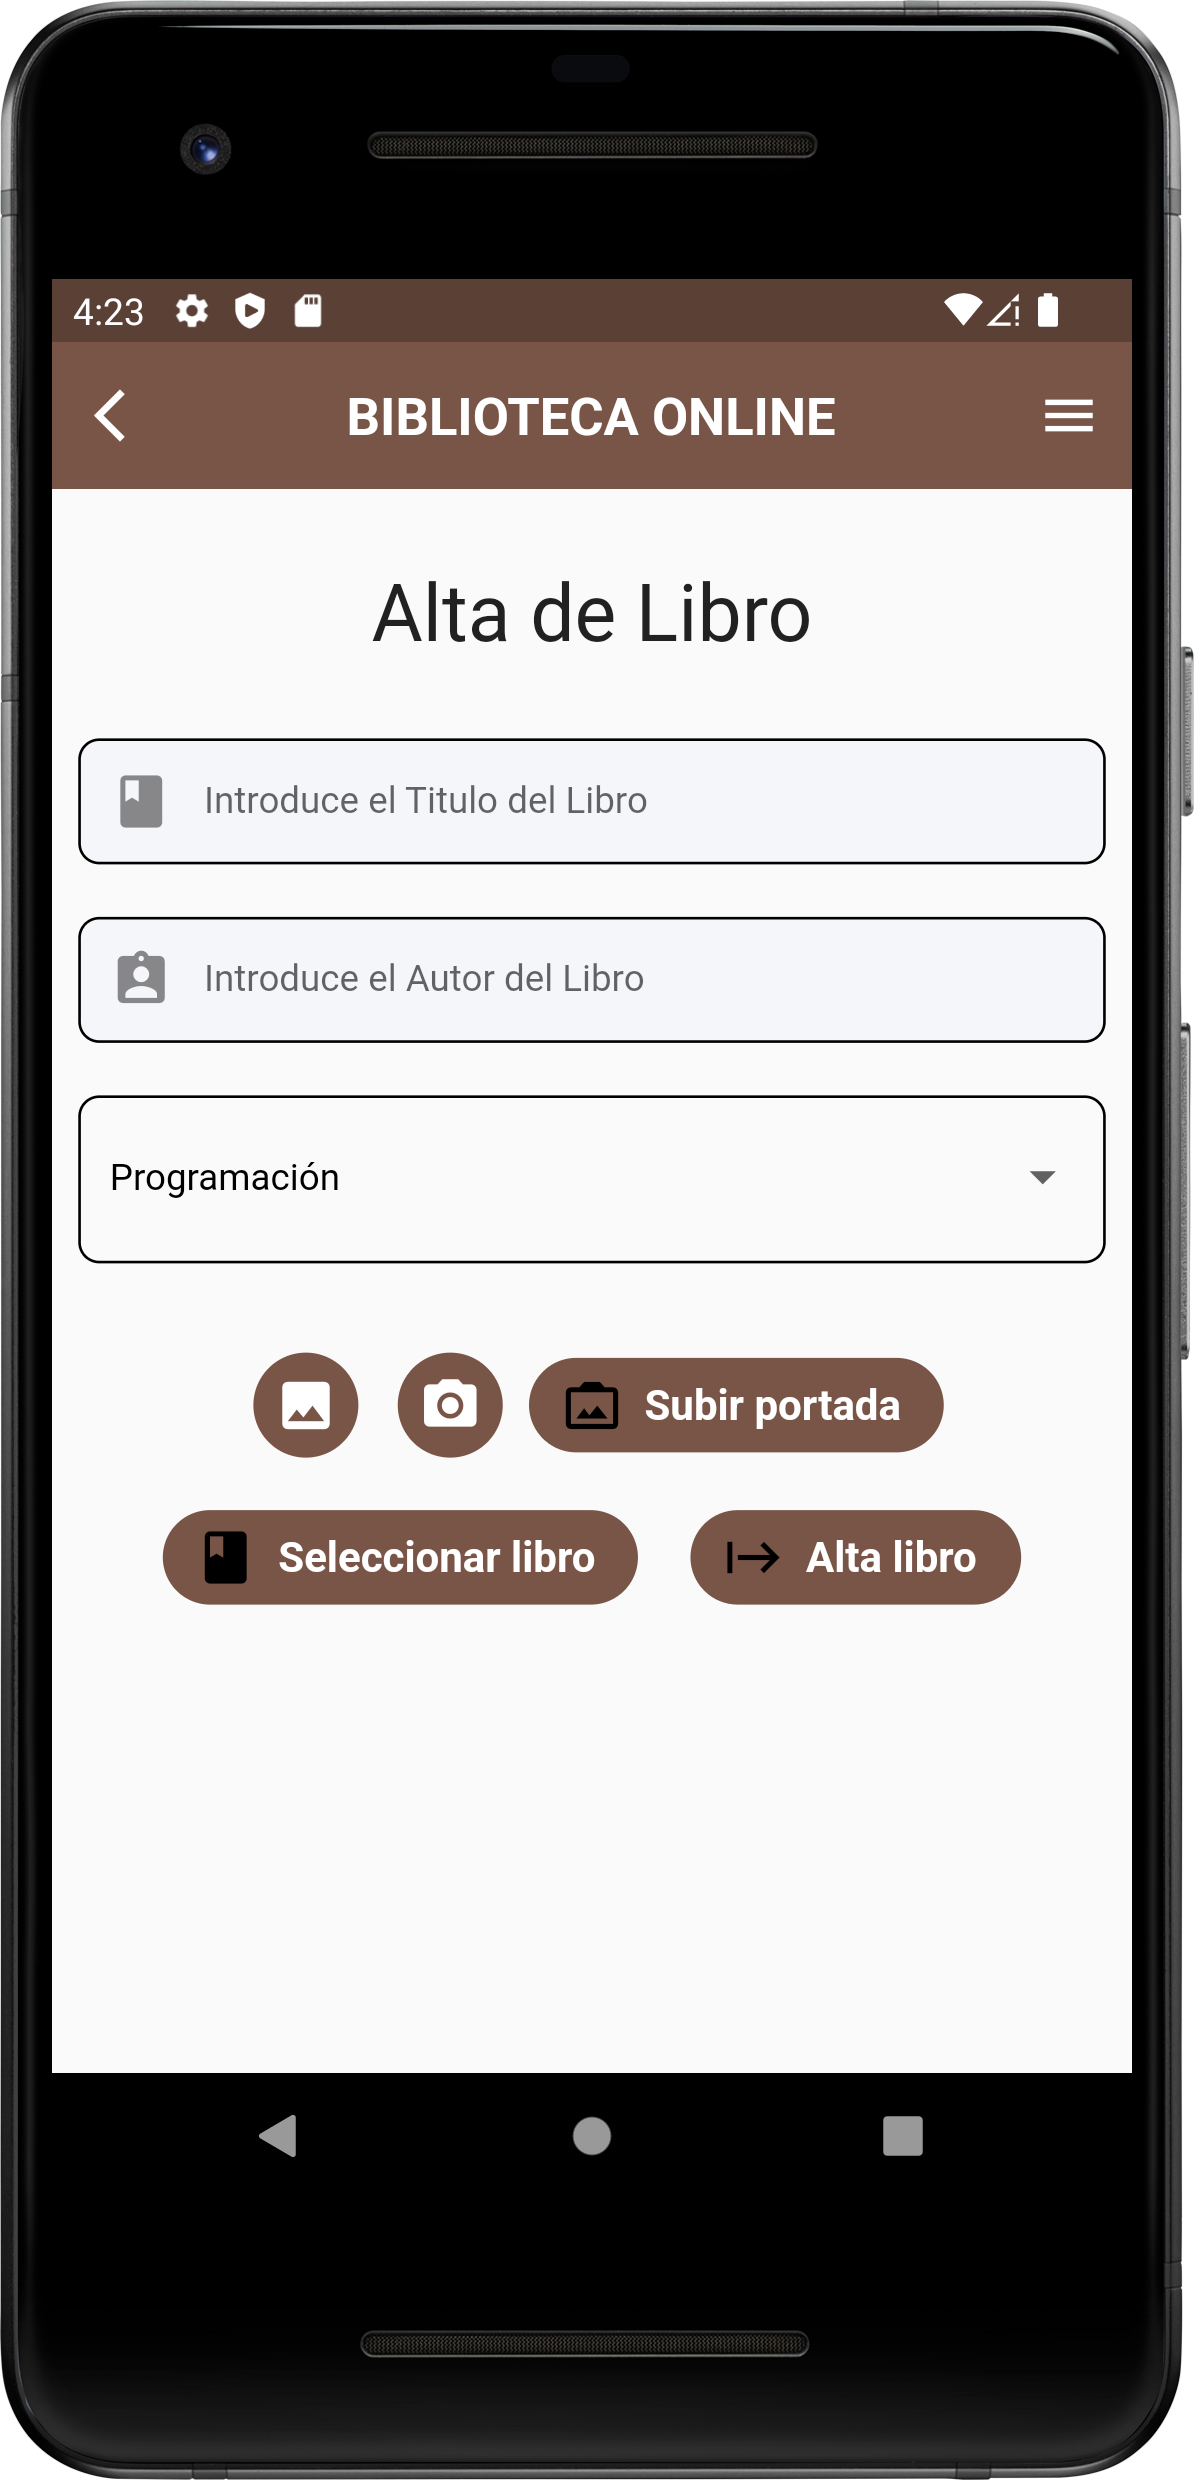 4:23
BIBLIOTECA ONLINE
Alta de Libro
Introduce el Titulo del Libro
Introduce el Autor del Libro
Programación
Subir portada
Seleccionar libro
Alta libro